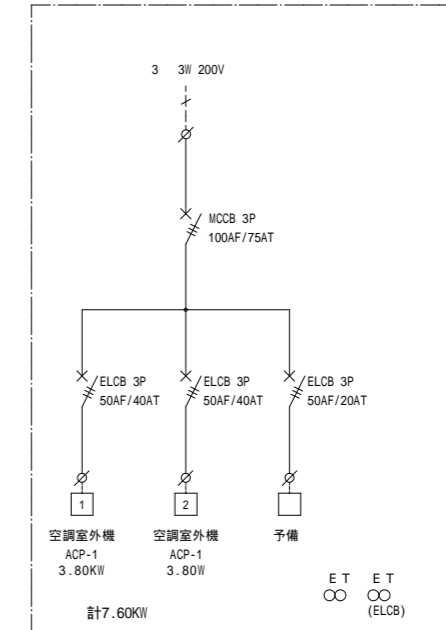 3 3W 200V
MCCB 3P
100AF/75AT
ELCB 3P
50AF/40AT
ELCB 3P
50AF/40AT
ELCB 3P
50AF/20AT
1
2
空調室外機
ACP-1
3.80KW
空調室外機
ACP-1
3.80W
予備
計7.60KW
E T
E T
(ELCB)